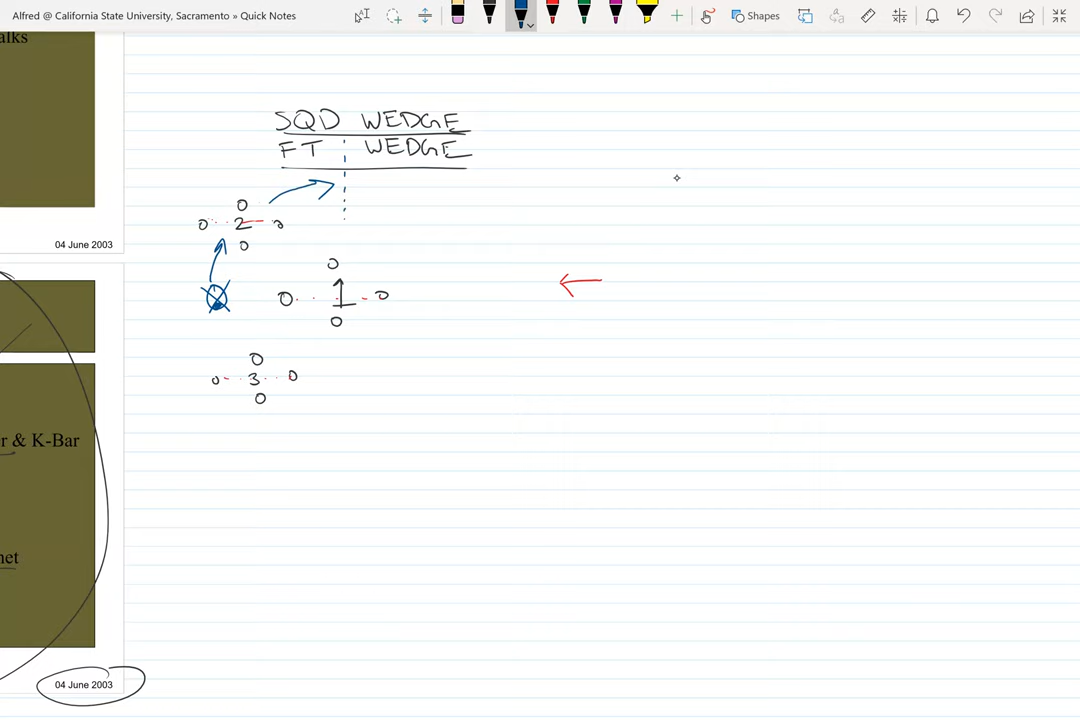 Alfred @ California State University, Sacramento » Quick Notes
Shapes
alks
04 June 2003
SQD WEDGE
FT WEDGE
O
O 2 O
O
O 1 O
O
O
O
O 3 O
O
r & K-Bar
net
04 June 2003